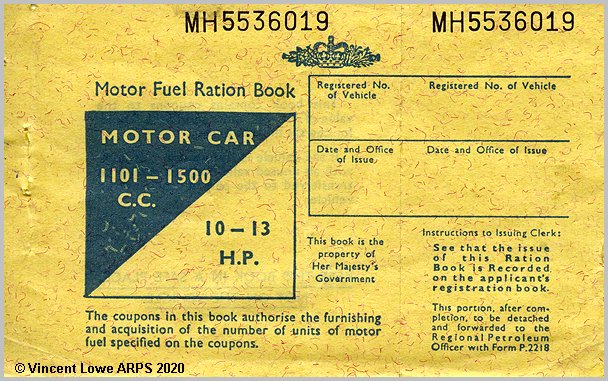 MH5536019
MH5536019
Motor Fuel Ration Book
MOTOR CAR
1101 – 1500
C.C.
10 – 13
H.P.
The coupons in this book authorise the furnishing
and acquisition of the number of units of motor
fuel specified on the coupons.
Registered No.
of Vehicle
Registered No. of Vehicle
Date and Office
of Issue
Date and Office of Issue
This book is the
property of
Her Majesty's
Government
Instructions to Issuing Clerk:
See that the issue
of this Ration
Book is Recorded
on the applicant's
registration book.
This portion, after com-
pletion, to be detached
and forwarded to the
Regional Petroleum
Officer with Form P.2218
© Vincent Lowe ARPS 2020